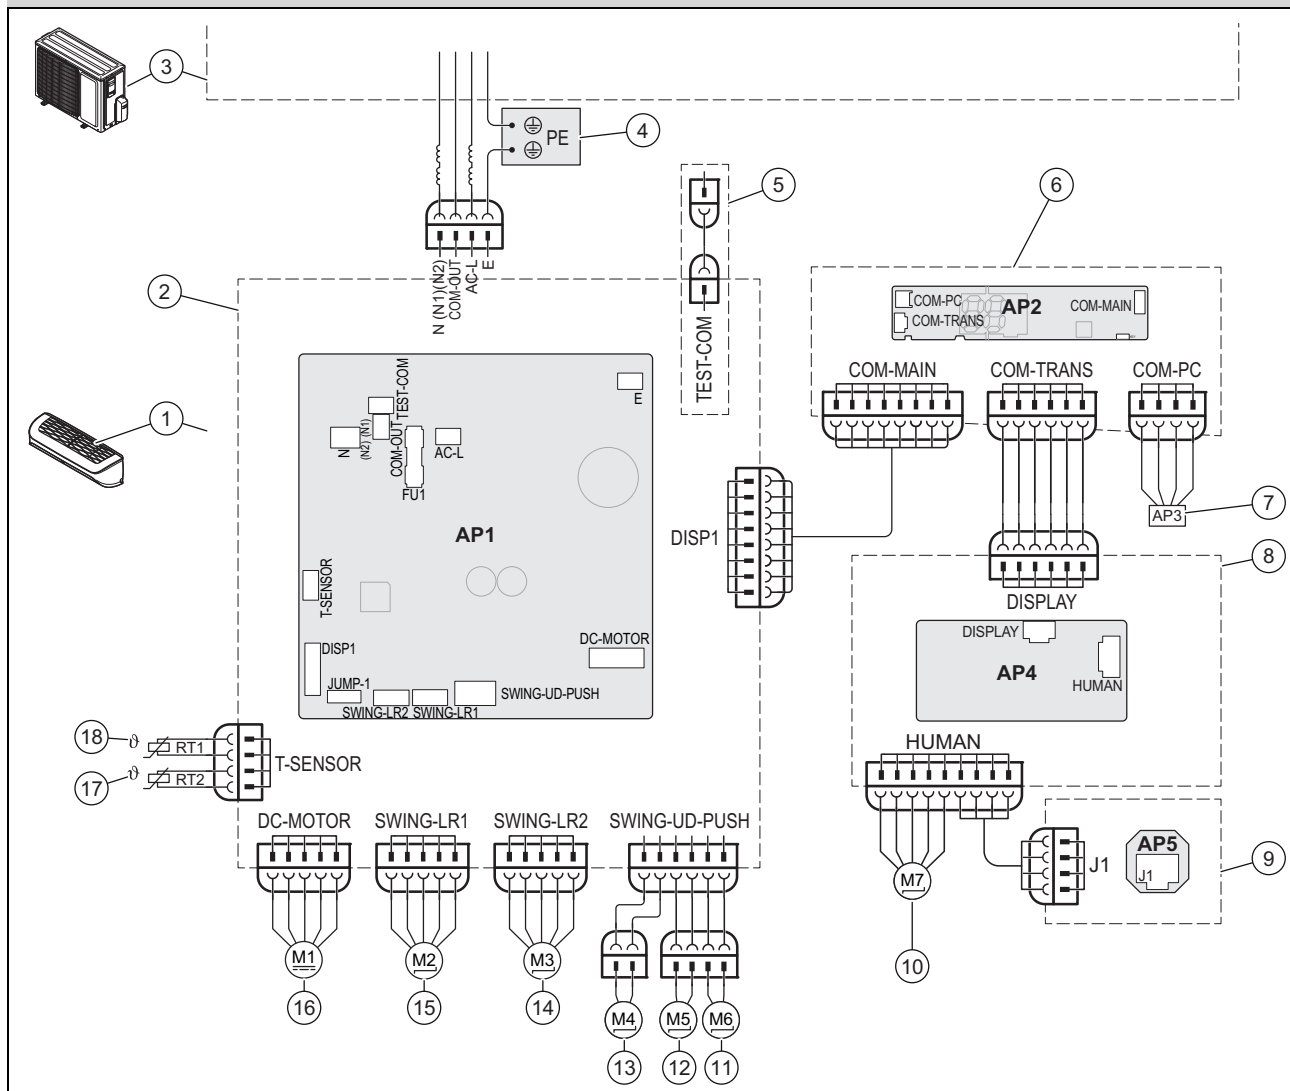 3
PE
4
5
6
2
N (N1)(N2)
COM-OUT
AC-L
E
TEST-COM
COM-PC
COM-TRANS
AP2
COM-MAIN
COM-MAIN
COM-TRANS
COM-PC
1
TEST-COM
E
N
(N2) (N1)
COM-OUT
AC-L
FU1
AP1
DISP1
AP3
7
8
T-SENSOR
DISPLAY
DISP1
DC-MOTOR
DISPLAY
AP4
HUMAN
JUMP-1
SWING-UD-PUSH
SWING-LR2 SWING-LR1
18
ϑ
RT1
T-SENSOR
17
ϑ
RT2
HUMAN
DC-MOTOR
SWING-LR1
SWING-LR2
SWING-UD-PUSH
J1
AP5
J1
9
M7
10
M1
M2
M3
16
15
14
M4
M5
M6
13
12
11